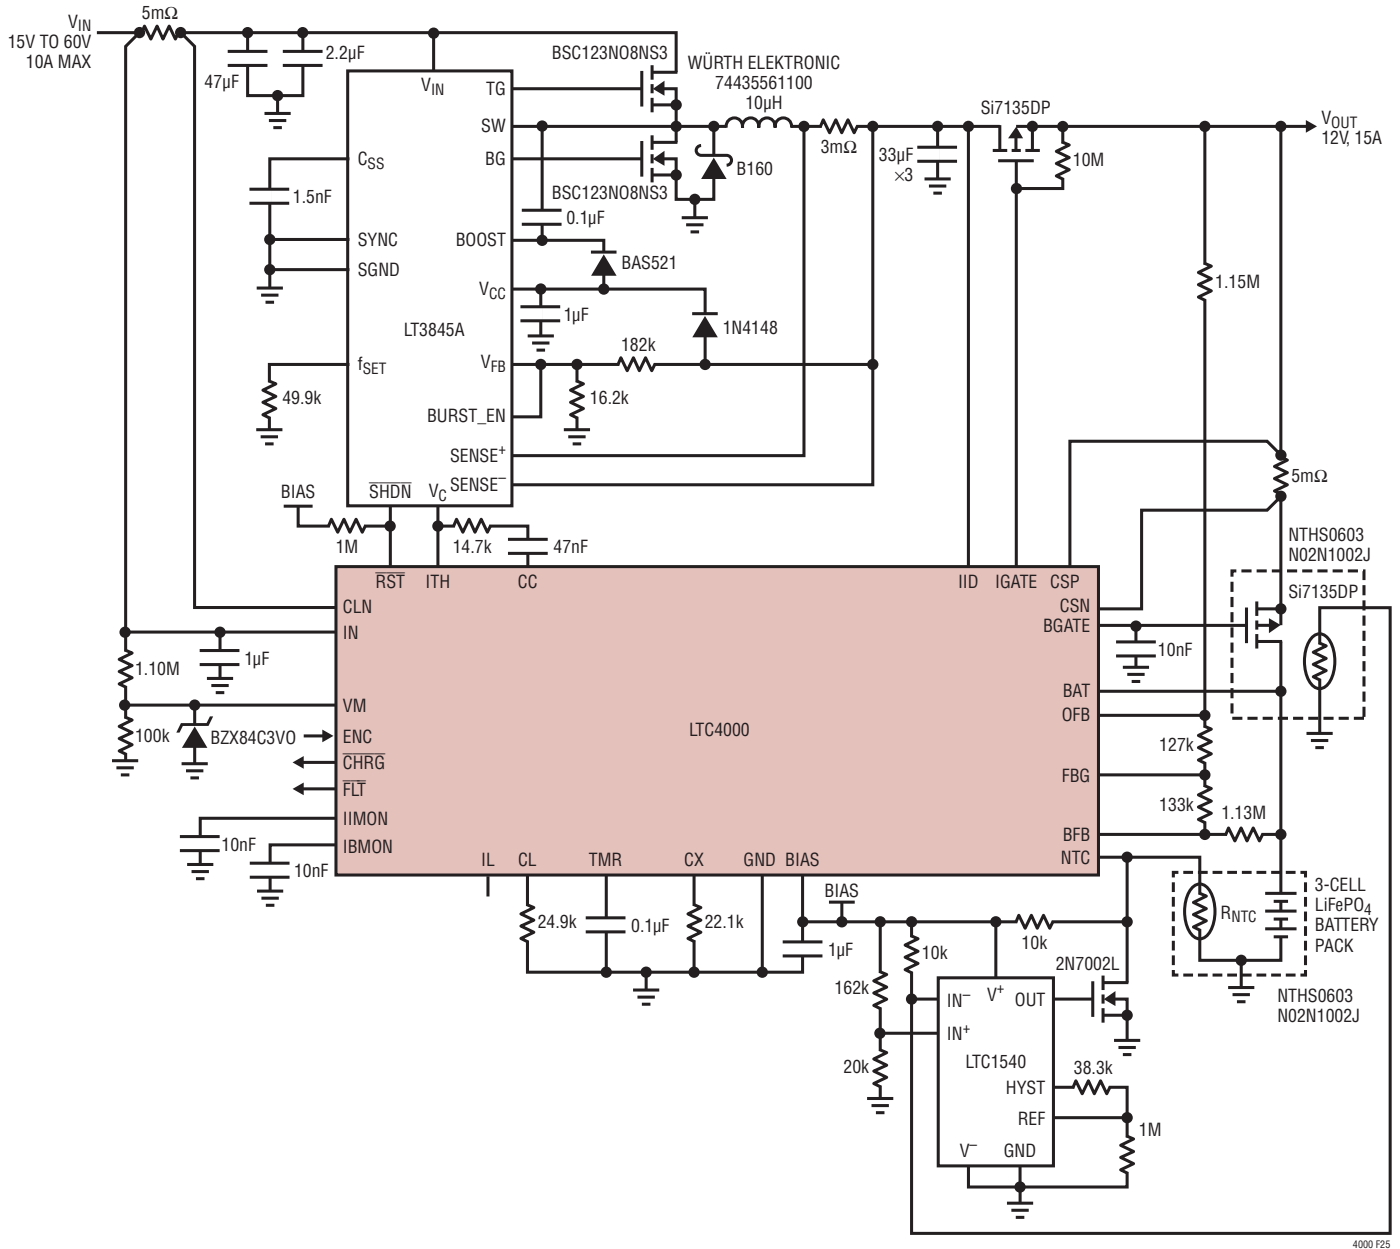 VIN
15V TO 60V
10A MAX
5mΩ
47µF
2.2µF
BSC123NO8NS3
WÜRTH ELEKTRONIC
74435561100
10µH
Si7135DP
VOUT
12V, 15A
VIN
TG
SW
BG
BSC123NO8NS3
B160
3mΩ
33µF
×3
10M
CSS
1.5nF
0.1µF
SYNC
BOOST
SGND
BAS521
1.15M
VCC
1µF
1N4148
LT3845A
182k
fSET
VFB
49.9k
16.2k
BURST_EN
SENSE+
SENSE–
5mΩ
BIAS
SHDN
VC
1M
14.7k
47nF
NTHS0603
N02N1002J
Si7135DP
RST
ITH
CC
IID
IGATE
CSP
CLN
CSN
IN
BGATE
1.10M
1µF
10nF
BAT
VM
OFB
100k
BZX84C3VO
ENC
LTC4000
127k
CHRG
FBG
FLT
133k
1.13M
IIMON
BFB
10nF
IBMON
NTC
10nF
IL
CL
TMR
CX
GND
BIAS
BIAS
24.9k
0.1µF
22.1k
1µF
10k
10k
RNTC
3-CELL
LiFePO4
BATTERY
PACK
2N7002L
162k
IN–
V+
OUT
NTHS0603
N02N1002J
IN+
20k
LTC1540
38.3k
HYST
REF
1M
V–
GND
4000 F25